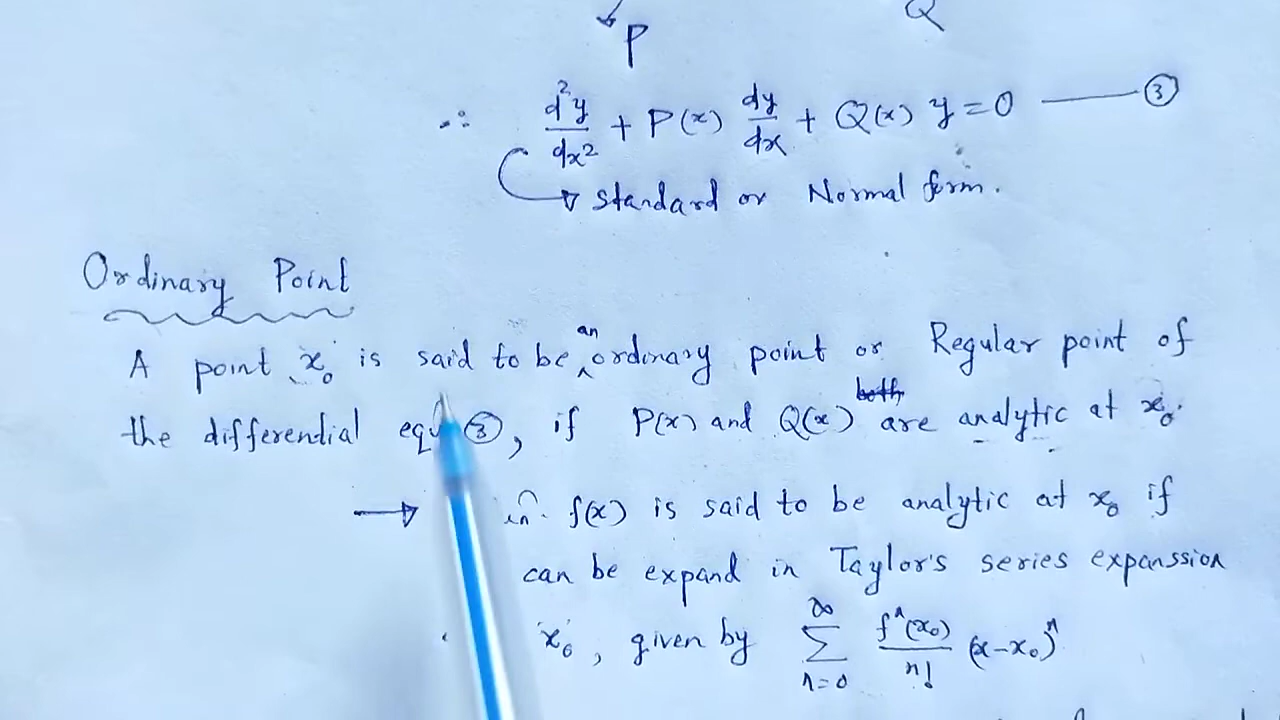 P Q
∴ d²y/dx² + P(x) dy/dx + Q(x) y = 0 —— ③
Standard or Normal form.
Ordinary Point
A point x₀ is said to be an ordinary point or Regular point of
the differential equⁿ ③, if P(x) and Q(x) both are analytic at x₀.
→ f(x) is said to be analytic at x₀ if
can be expand in Taylor's series expanssion
x₀, given by ∑_{n=0}^{∞} fⁿ(x₀)/n! (x-x₀)ⁿ